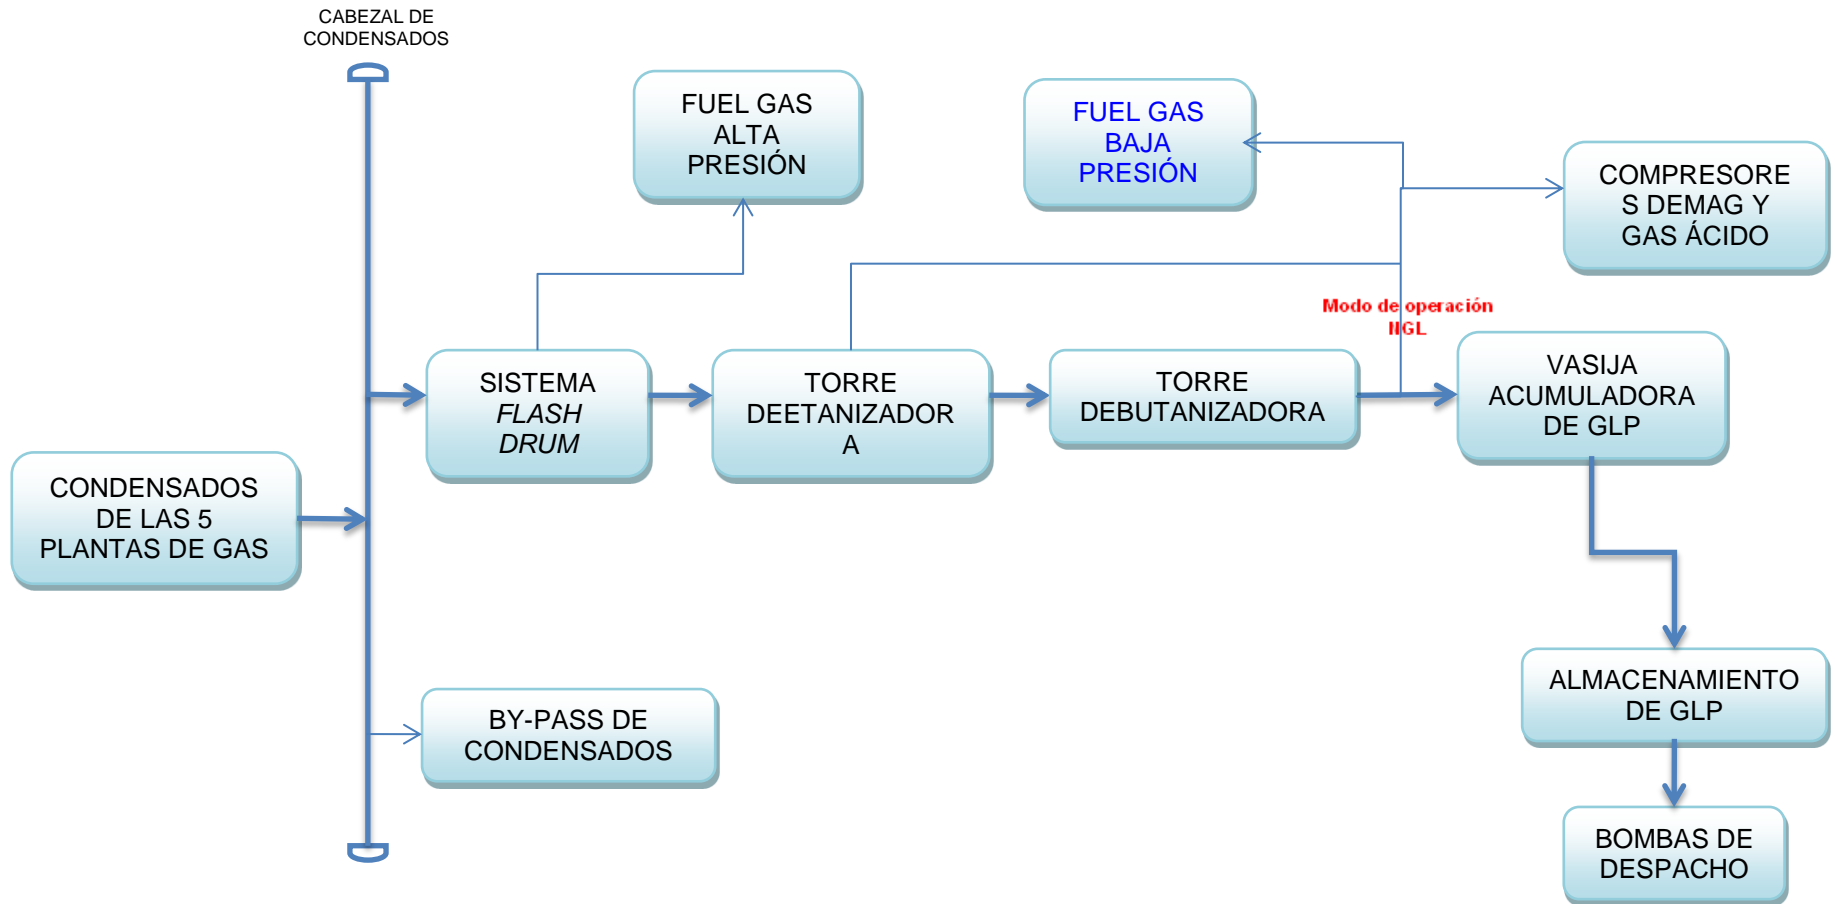 CABEZAL DE
CONDENSADOS
FUEL GAS
ALTA
PRESIÓN
FUEL GAS
BAJA
PRESIÓN
COMPRESORE
S DEMAG Y
GAS ÁCIDO
Modo de operación
NGL
SISTEMA
FLASH
DRUM
TORRE
DEETANIZADOR
A
TORRE
DEBUTANIZADORA
VASIJA
ACUMULADORA
DE GLP
CONDENSADOS
DE LAS 5
PLANTAS DE GAS
BY-PASS DE
CONDENSADOS
ALMACENAMIENTO
DE GLP
BOMBAS DE
DESPACHO